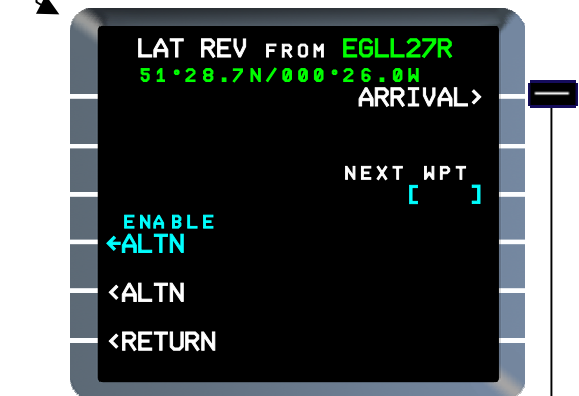 LAT REV FROM EGLL27R
51°28.7N/000°26.0W
ARRIVAL>
NEXT WPT
[ ]
ENABLE
←ALTN
<ALTN
<RETURN